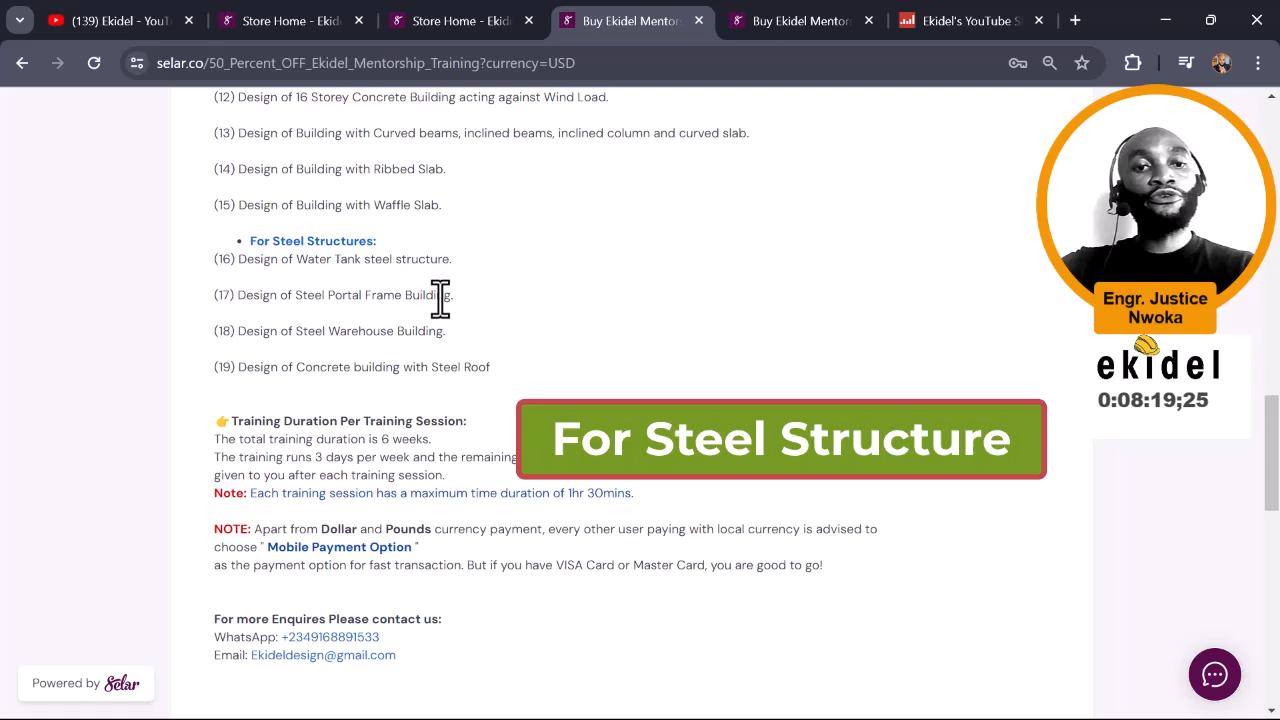 (139) Ekidel - YouT
Store Home - Ekide
Store Home - Ekide
Buy Ekidel Mentors
Buy Ekidel Mentors
Ekidel's YouTube S
selar.co/50_Percent_OFF_Ekidel_Mentorship_Training?currency=USD
(12) Design of 16 Storey Concrete Building acting against Wind Load.
(13) Design of Building with Curved beams, inclined beams, inclined column and curved slab.
(14) Design of Building with Ribbed Slab.
(15) Design of Building with Waffle Slab.
• For Steel Structures:
(16) Design of Water Tank steel structure.
(17) Design of Steel Portal Frame Building.
(18) Design of Steel Warehouse Building.
(19) Design of Concrete building with Steel Roof
👉 Training Duration Per Training Session:
The total training duration is 6 weeks.
The training runs 3 days per week and the remaining
given to you after each training session.
Note: Each training session has a maximum time duration of 1hr 30mins.
NOTE: Apart from Dollar and Pounds currency payment, every other user paying with local currency is advised to
choose " Mobile Payment Option "
as the payment option for fast transaction. But if you have VISA Card or Master Card, you are good to go!
For more Enquires Please contact us:
WhatsApp: +2349168891533
Email: Ekideldesign@gmail.com
Powered by Selar
For Steel Structure
Engr. Justice
Nwoka
ekidel
0:08:19;25